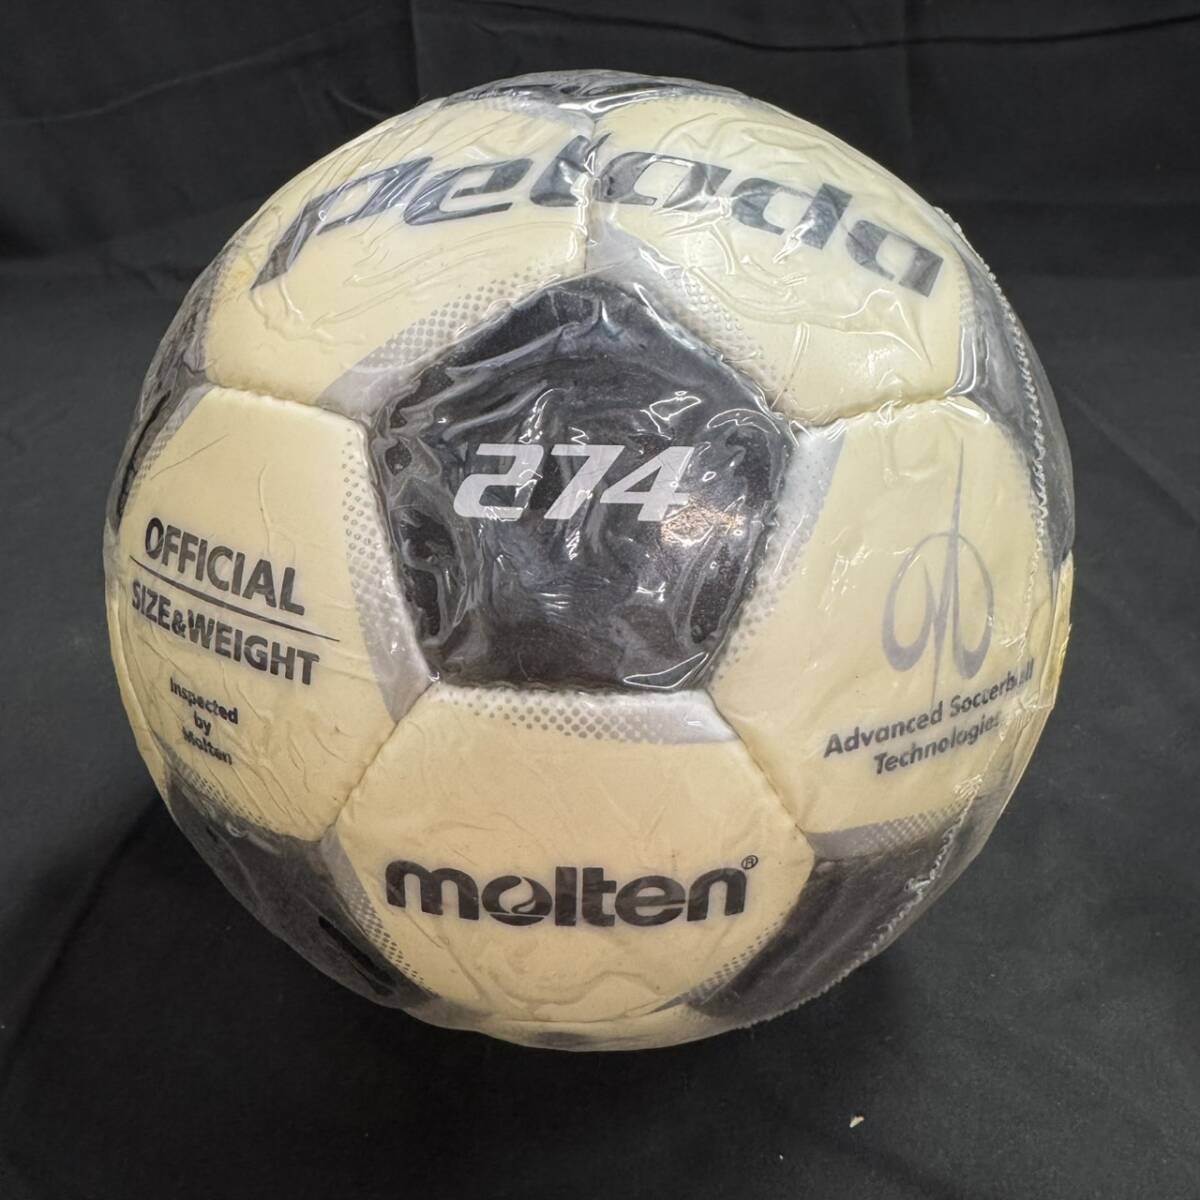 Pelada
274
OFFICIAL
SIZE&WEIGHT
Inspected
by
Molten
Advanced Soccerball
Technologies
molten®